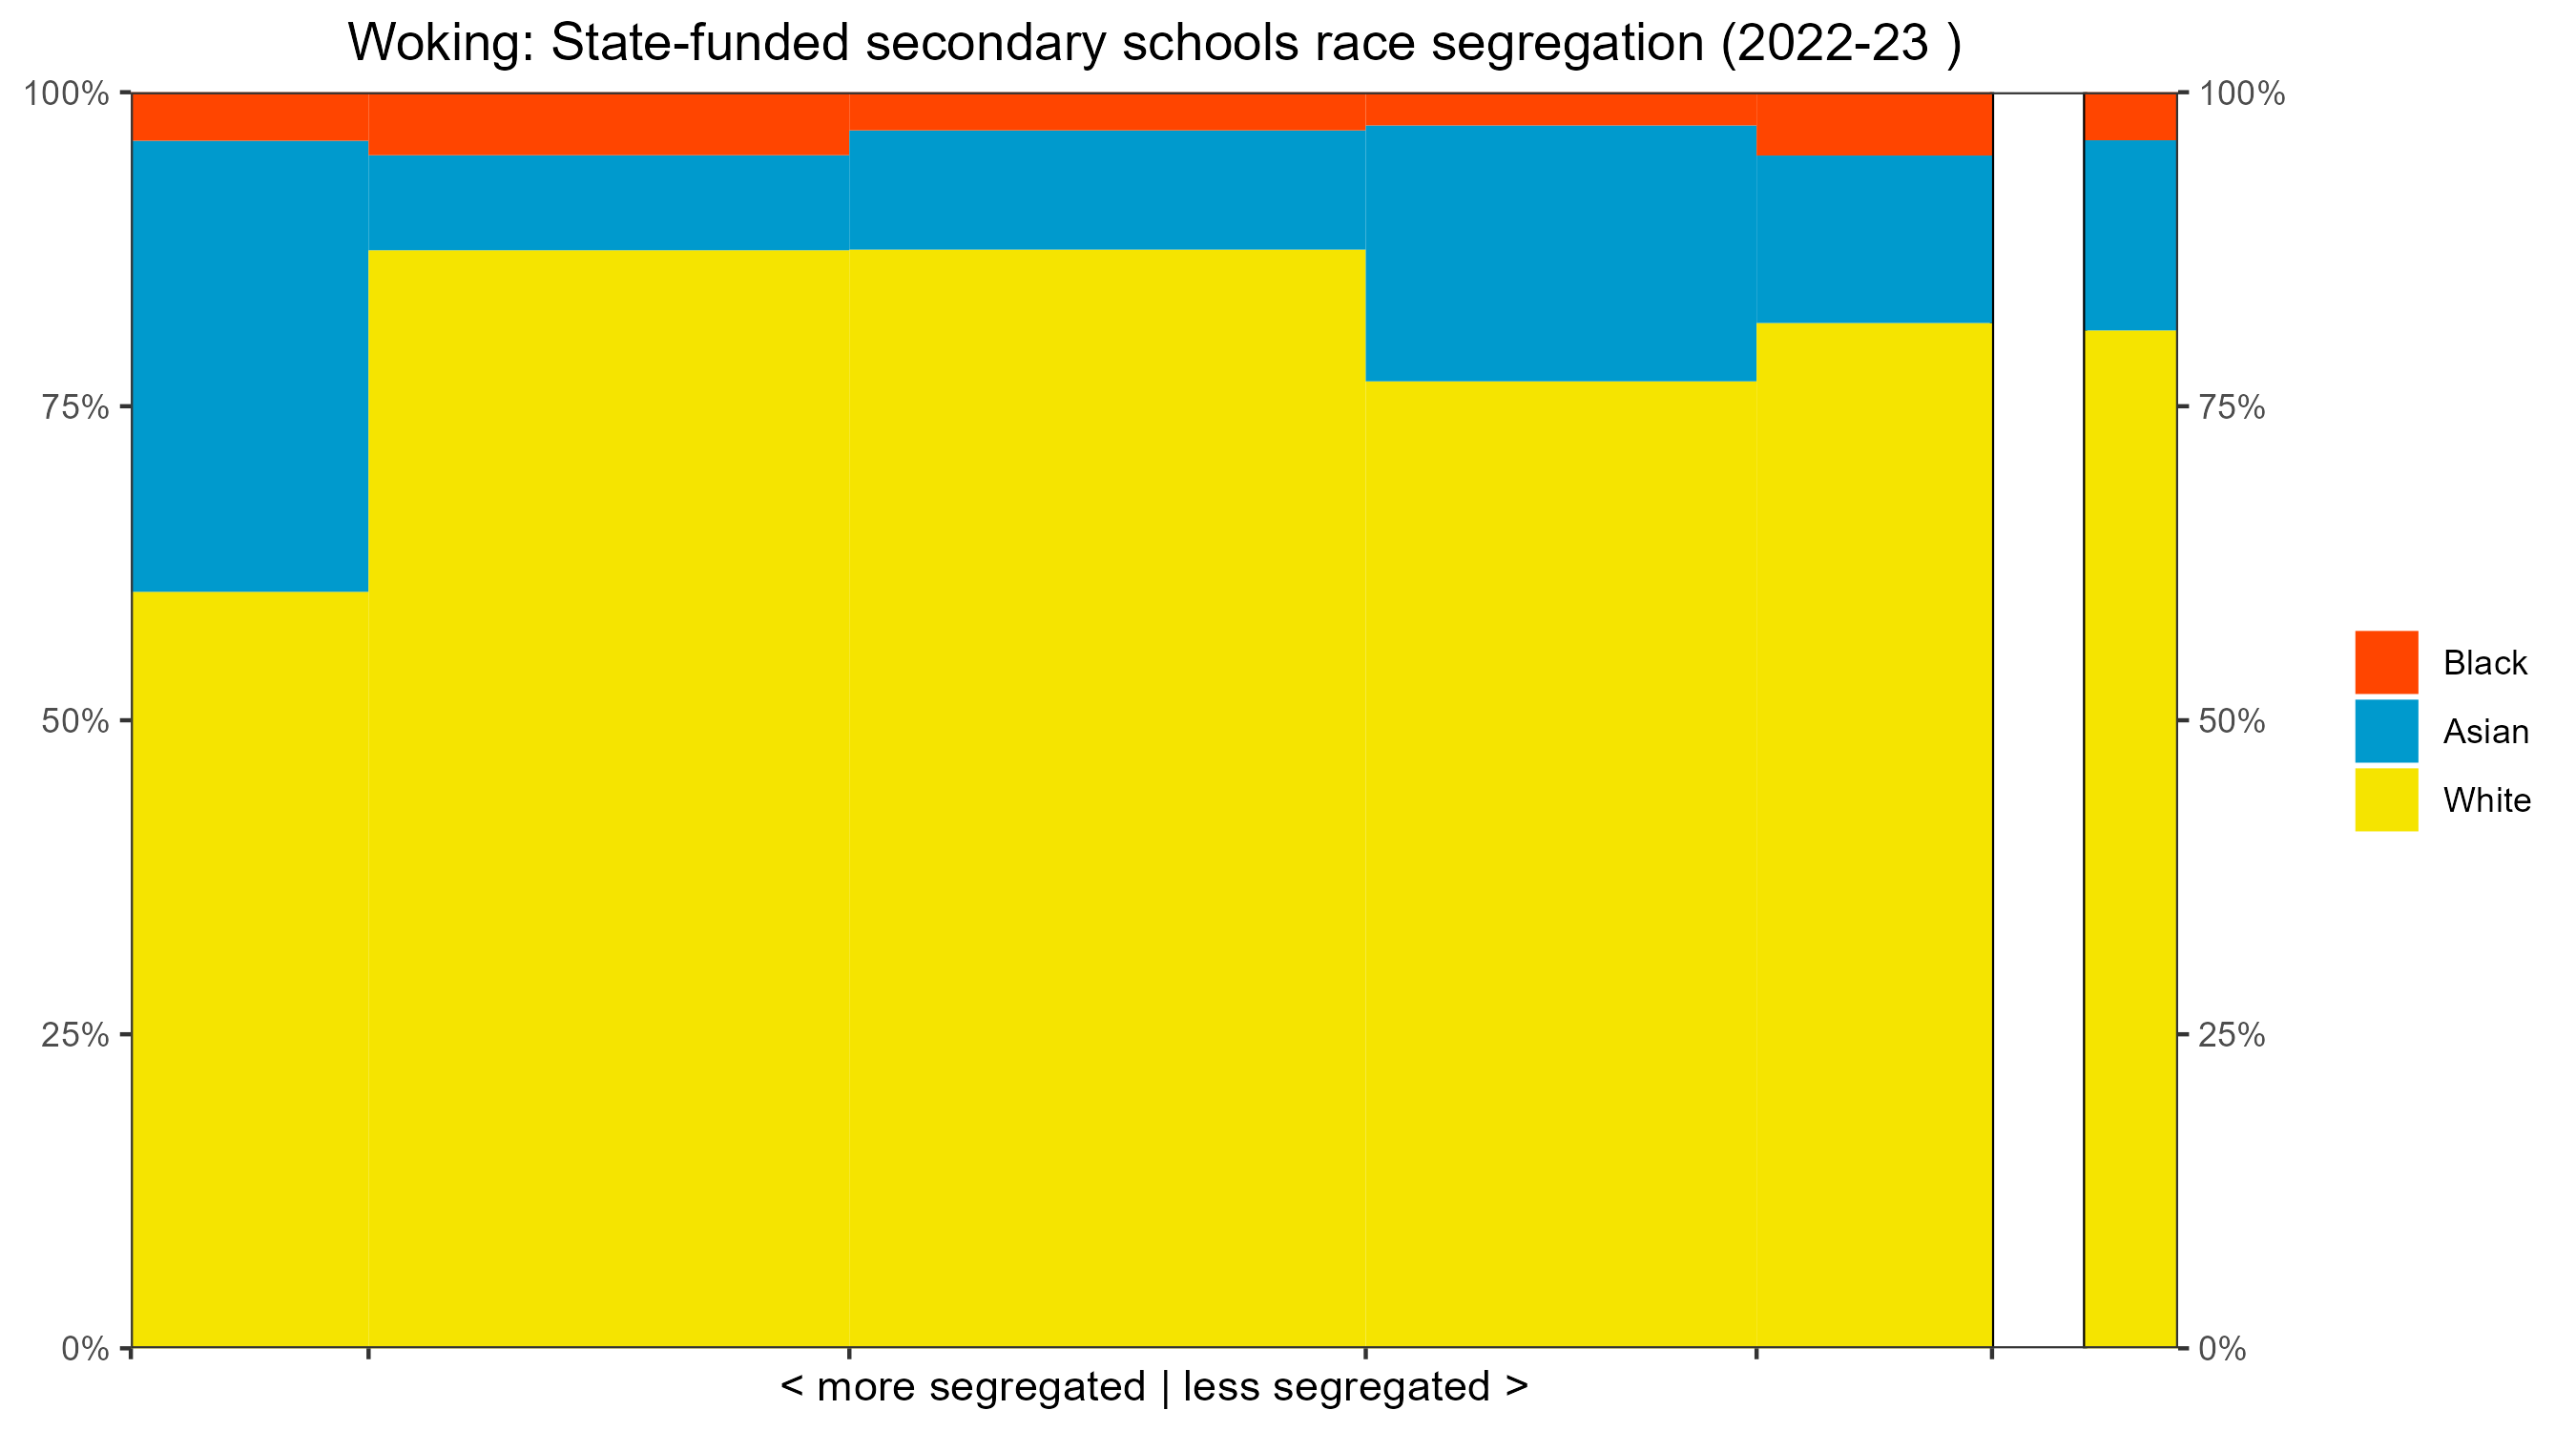 Woking: State-funded secondary schools race segregation (2022-23 )
100%
75%
50%
25%
0%
100%
75%
50%
25%
0%
Black
Asian
White
< more segregated | less segregated >